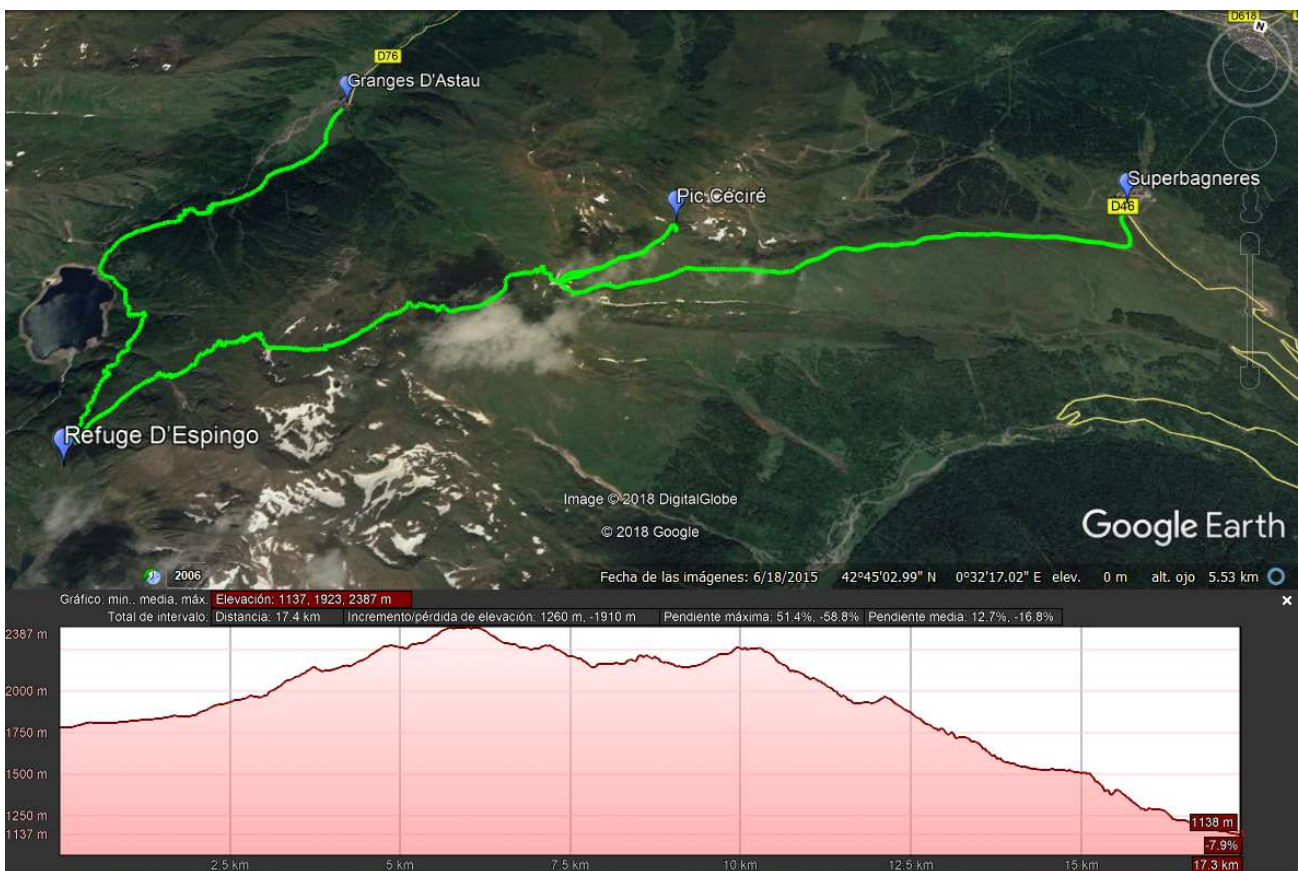 D618
N
D76
Granges D'Astau
Pic Céciré
Superbagneres
D46
Refuge D'Espingo
Image © 2018 DigitalGlobe
© 2018 Google
Google Earth
2006
Fecha de las imágenes: 6/18/2015 42°45'02.99" N 0°32'17.02" E elev. 0 m alt. ojo 5.53 km
Gráfico: min., media, máx. Elevación: 1137, 1923, 2387 m
Total de intervalo: Distancia: 17.4 km Incremento/pérdida de elevación: 1260 m, -1910 m Pendiente máxima: 51.4%, -58.8% Pendiente media: 12.7%, -16.8%
2387 m
2000 m
1750 m
1500 m
1250 m
1137 m
1138 m
-7.9%
17.3 km
2.5 km 5 km 7.5 km 10 km 12.5 km 15 km